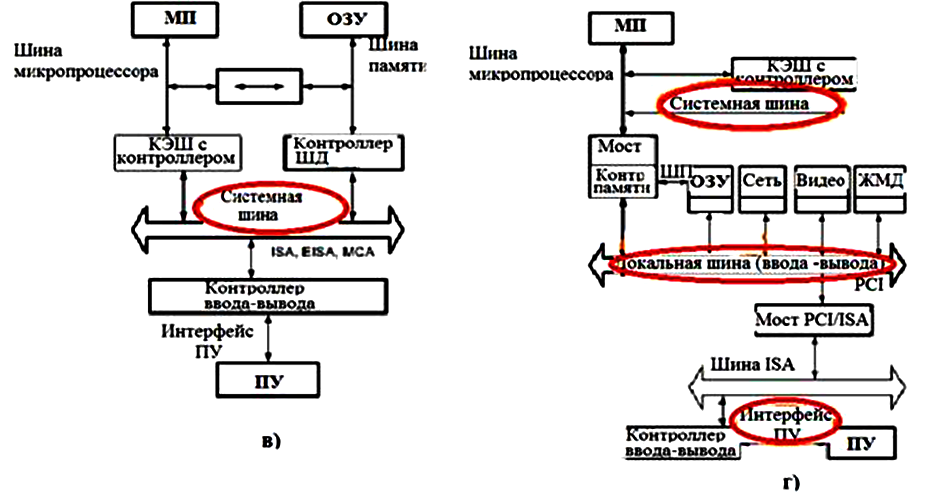 МП
ОЗУ
Шина
микропроцессора
Шина
памяти
КЭШ с
контроллером
Контроллер
ШД
Системная
шина
ISA, EISA, MCA
Контроллер
ввода-вывода
Интерфейс
ПУ
ПУ
в)
МП
Шина
микропроцессора
КЭШ с
контроллером
Системная шина
Мост
Контр
памяти
ШП
ОЗУ
Сеть
Видео
ЖМД
Локальная шина (ввода -вывода)
PCI
Мост PCI/ISA
Шина ISA
Интерфейс
ПУ
Контроллер
ввода-вывода
ПУ
г)